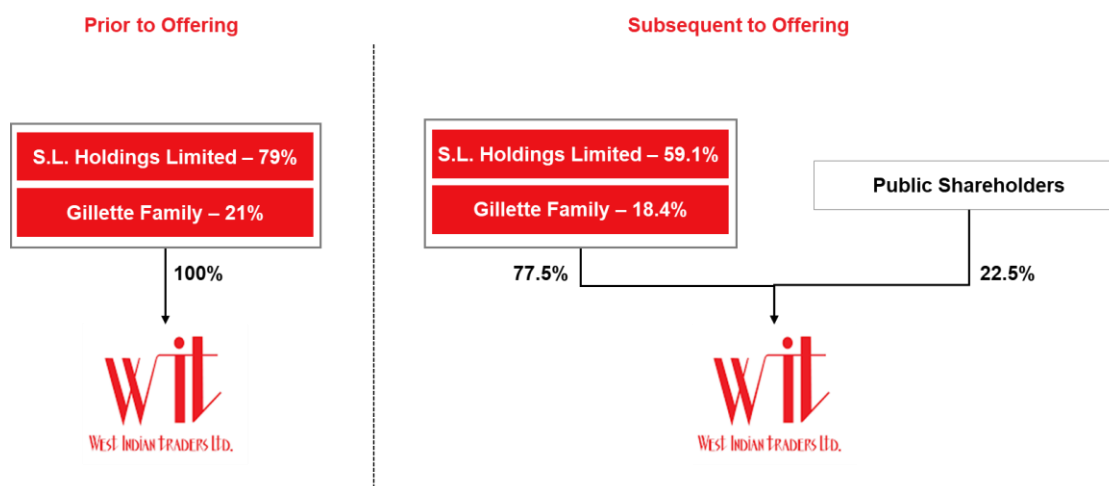 Prior to Offering
S.L. Holdings Limited – 79%
Gillette Family – 21%
100%
wit
WEST INDIAN TRADERS LTD.
Subsequent to Offering
S.L. Holdings Limited – 59.1%
Gillette Family – 18.4%
Public Shareholders
77.5%
22.5%
wit
WEST INDIAN TRADERS LTD.